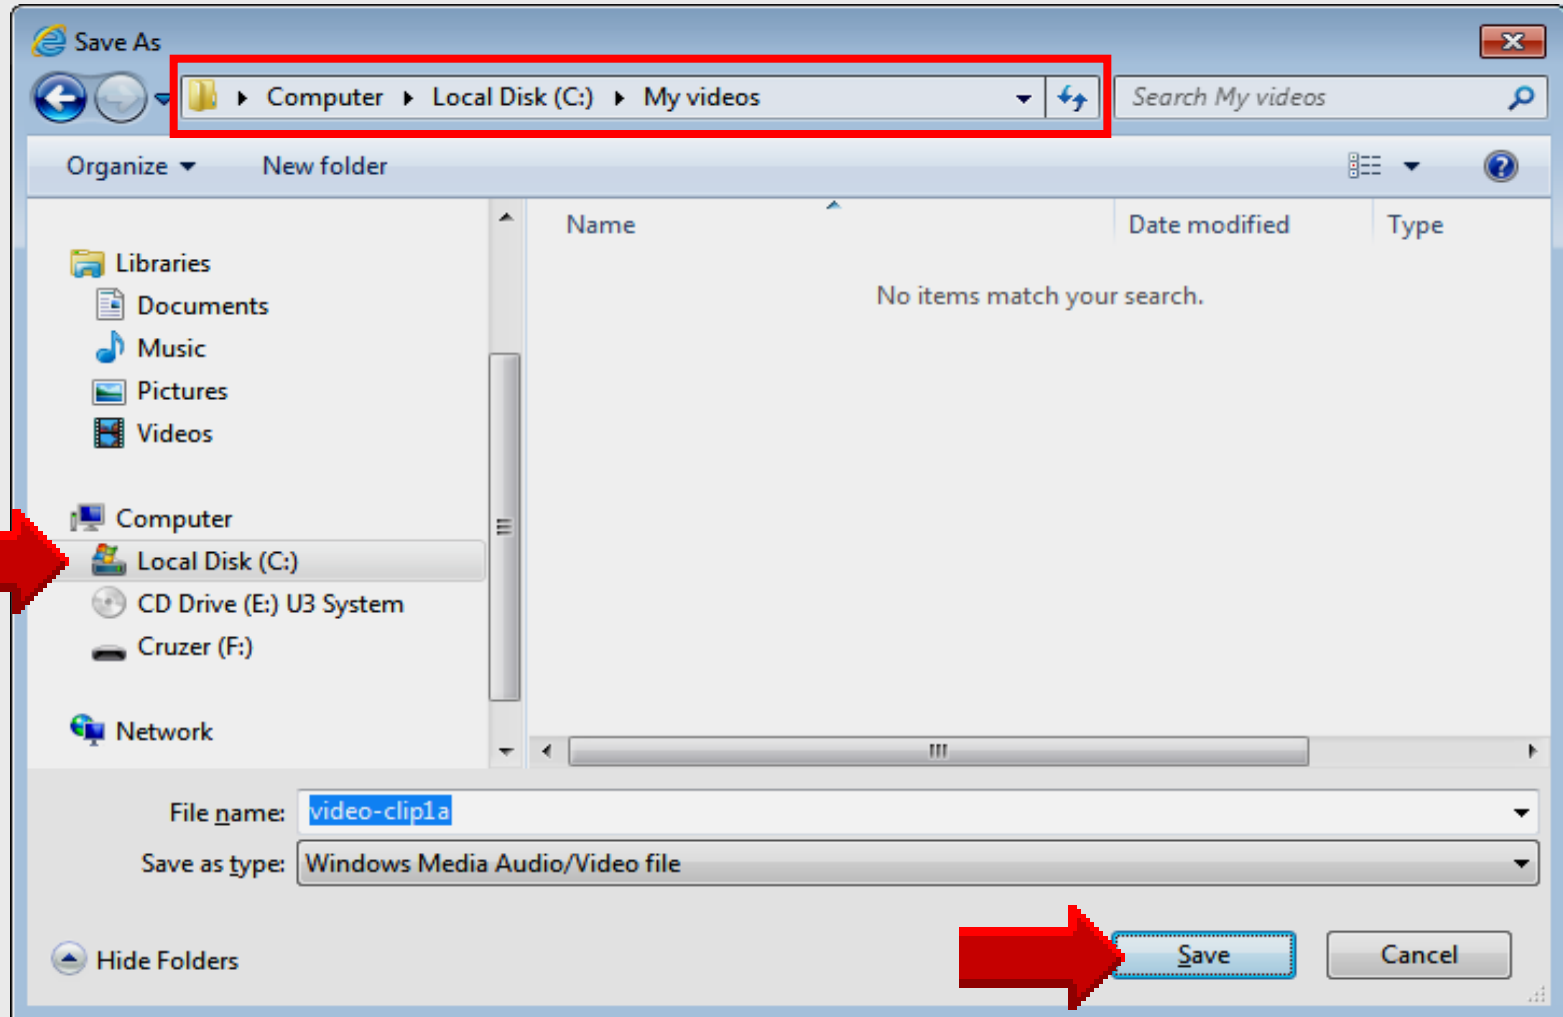 Save As
Computer Local Disk (C:) My videos
Search My videos
Organize New folder
Name Date modified Type
No items match your search.
Libraries
Documents
Music
Pictures
Videos
Computer
Local Disk (C:)
CD Drive (E:) U3 System
Cruzer (F:)
Network
File name: video-clip1a
Save as type: Windows Media Audio/Video file
Hide Folders
Save Cancel